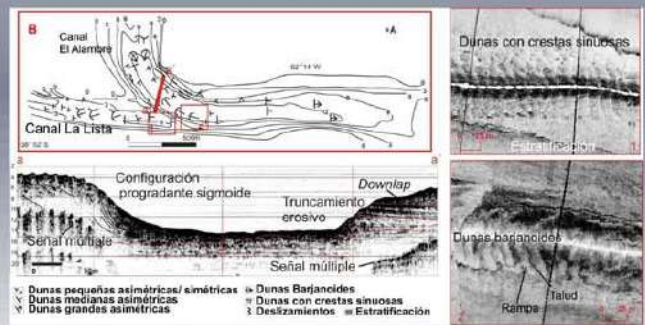 B
A
Canal
El Alambre
62°14'W
Canal La Lista
500m
a
a'
Configuración
progradante sigmoide
Downlap
Truncamiento
erosivo
Señal múltiple
Señal múltiple
Dunas pequeñas asimétricas/ simétricas
Dunas medianas asimétricas
Dunas grandes asimétricas
Dunas Barjanoides
Dunas con crestas sinuosas
Deslizamientos
Estratificación
Dunas con crestas sinuosas
Estratificación
1
Dunas barjanoides
Talud
Rampa